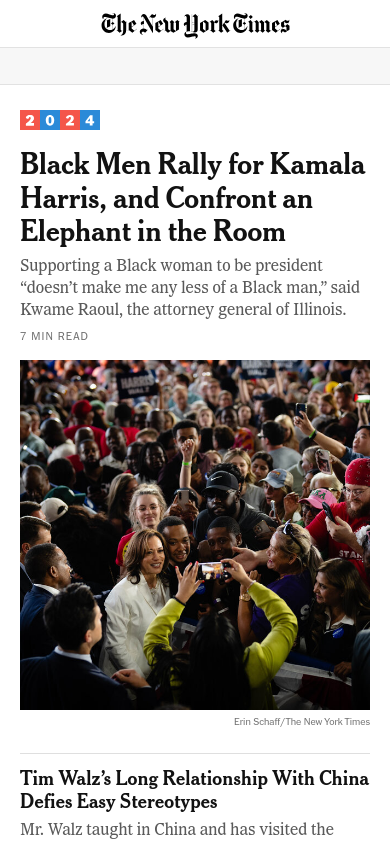 The New York Times
2024
Black Men Rally for Kamala
Harris, and Confront an
Elephant in the Room
Supporting a Black woman to be president
“doesn’t make me any less of a Black man,” said
Kwame Raoul, the attorney general of Illinois.
7 MIN READ
HARRIS
WALZ
Erin Schaff/The New York Times
Tim Walz’s Long Relationship With China
Defies Easy Stereotypes
Mr. Walz taught in China and has visited the